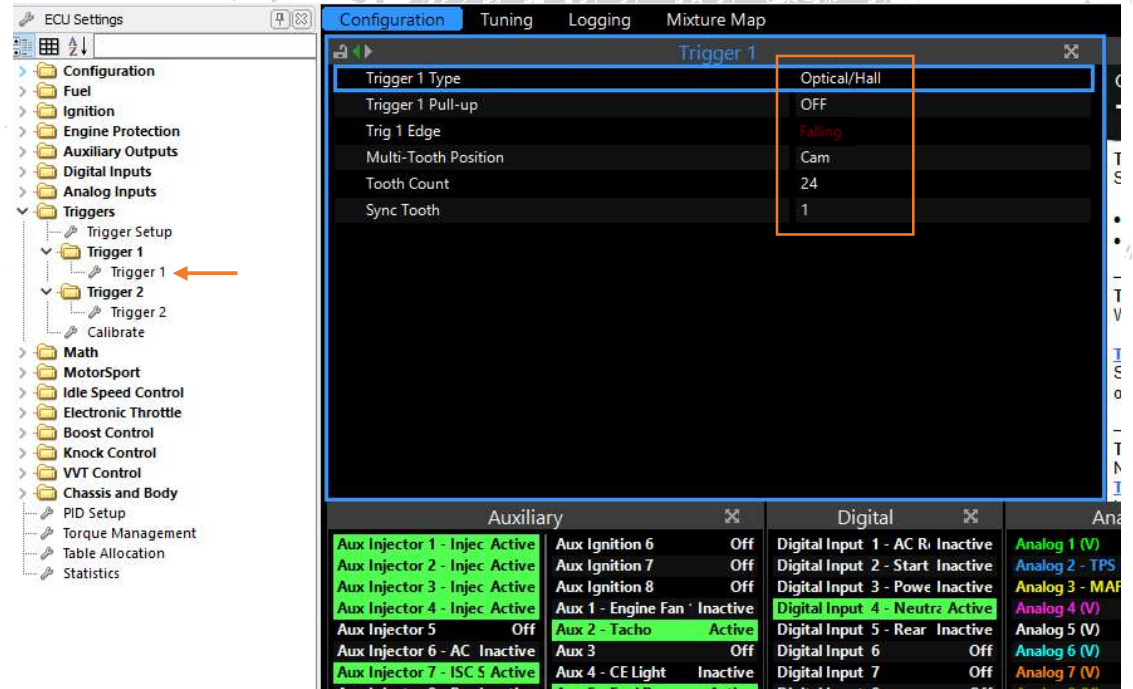 ECU Settings
Configuration
Fuel
Ignition
Engine Protection
Auxiliary Outputs
Digital Inputs
Analog Inputs
Triggers
Trigger Setup
Trigger 1
Trigger 1
Trigger 2
Trigger 2
Calibrate
Math
MotorSport
Idle Speed Control
Electronic Throttle
Boost Control
Knock Control
VVT Control
Chassis and Body
PID Setup
Torque Management
Table Allocation
Statistics
Configuration Tuning Logging Mixture Map
Trigger 1
Trigger 1 Type Optical/Hall
Trigger 1 Pull-up OFF
Trig 1 Edge Falling
Multi-Tooth Position Cam
Tooth Count 24
Sync Tooth 1
Auxiliary
Aux Injector 1 - Injec Active
Aux Injector 2 - Injec Active
Aux Injector 3 - Injec Active
Aux Injector 4 - Injec Active
Aux Injector 5 Off
Aux Injector 6 - AC Inactive
Aux Injector 7 - ISC S Active
Aux Ignition 6 Off
Aux Ignition 7 Off
Aux Ignition 8 Off
Aux 1 - Engine Fan Inactive
Aux 2 - Tacho Active
Aux 3 Off
Aux 4 - CE Light Inactive
Digital
Digital Input 1 - AC Inactive
Digital Input 2 - Start Inactive
Digital Input 3 - Powe Inactive
Digital Input 4 - Neutra Active
Digital Input 5 - Rear Inactive
Digital Input 6 Off
Digital Input 7 Off
Ana
Analog 1 (V)
Analog 2 - TPS
Analog 3 - MAP
Analog 4 (V)
Analog 5 (V)
Analog 6 (V)
Analog 7 (V)